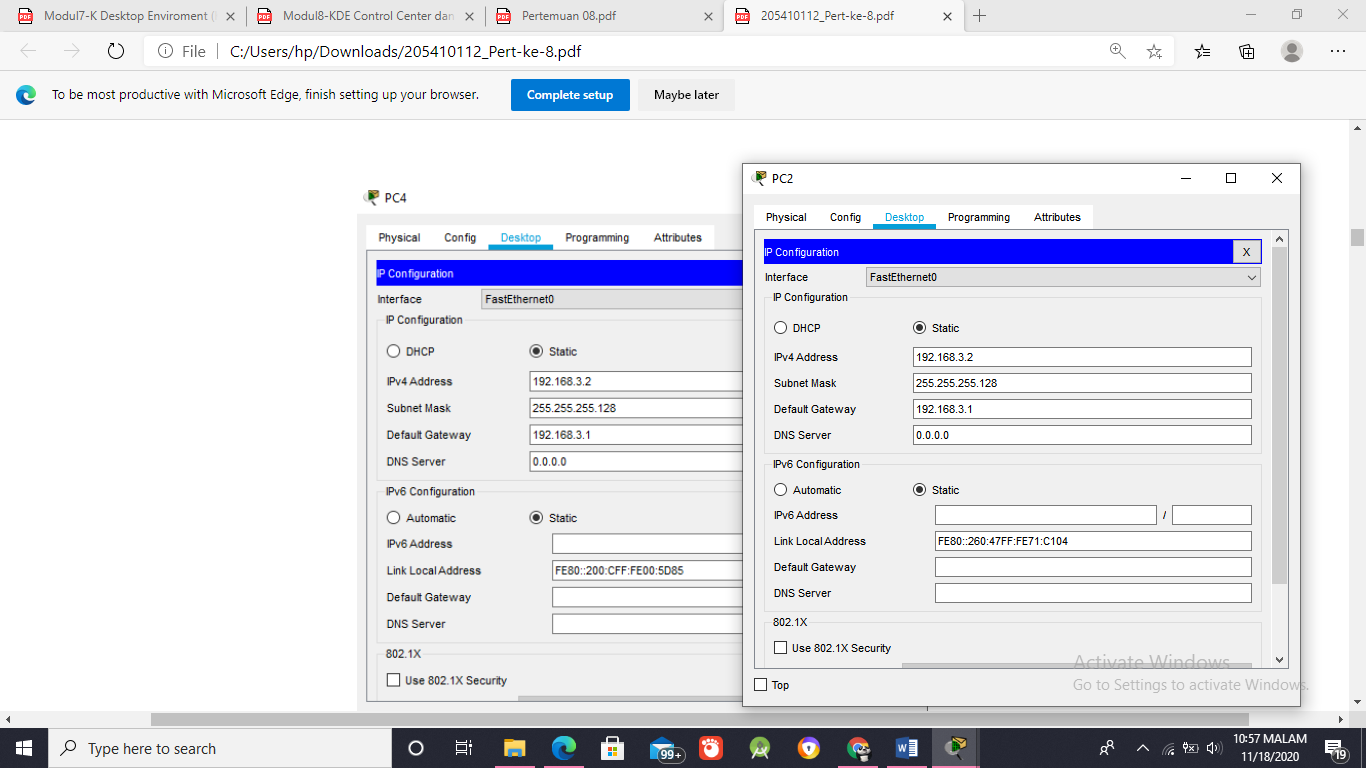 Modul7-K Desktop Enviroment (
Modul8-KDE Control Center dan
Pertemuan 08.pdf
205410112_Pert-ke-8.pdf
File
C:/Users/hp/Downloads/205410112_Pert-ke-8.pdf
To be most productive with Microsoft Edge, finish setting up your browser.
Complete setup
Maybe later
PC4
Physical Config Desktop Programming Attributes
IP Configuration
Interface FastEthernet0
IP Configuration
DHCP Static
IPv4 Address 192.168.3.2
Subnet Mask 255.255.255.128
Default Gateway 192.168.3.1
DNS Server 0.0.0.0
IPv6 Configuration
Automatic Static
IPv6 Address
Link Local Address FE80::200:CFF:FE00:5D85
Default Gateway
DNS Server
802.1X
Use 802.1X Security
PC2
Physical Config Desktop Programming Attributes
IP Configuration X
Interface FastEthernet0
IP Configuration
DHCP Static
IPv4 Address 192.168.3.2
Subnet Mask 255.255.255.128
Default Gateway 192.168.3.1
DNS Server 0.0.0.0
IPv6 Configuration
Automatic Static
IPv6 Address /
Link Local Address FE80::260:47FF:FE71:C104
Default Gateway
DNS Server
802.1X
Use 802.1X Security
Top
Activate Windows
Go to Settings to activate Windows.
Type here to search
99+
10:57 MALAM
11/18/2020
19